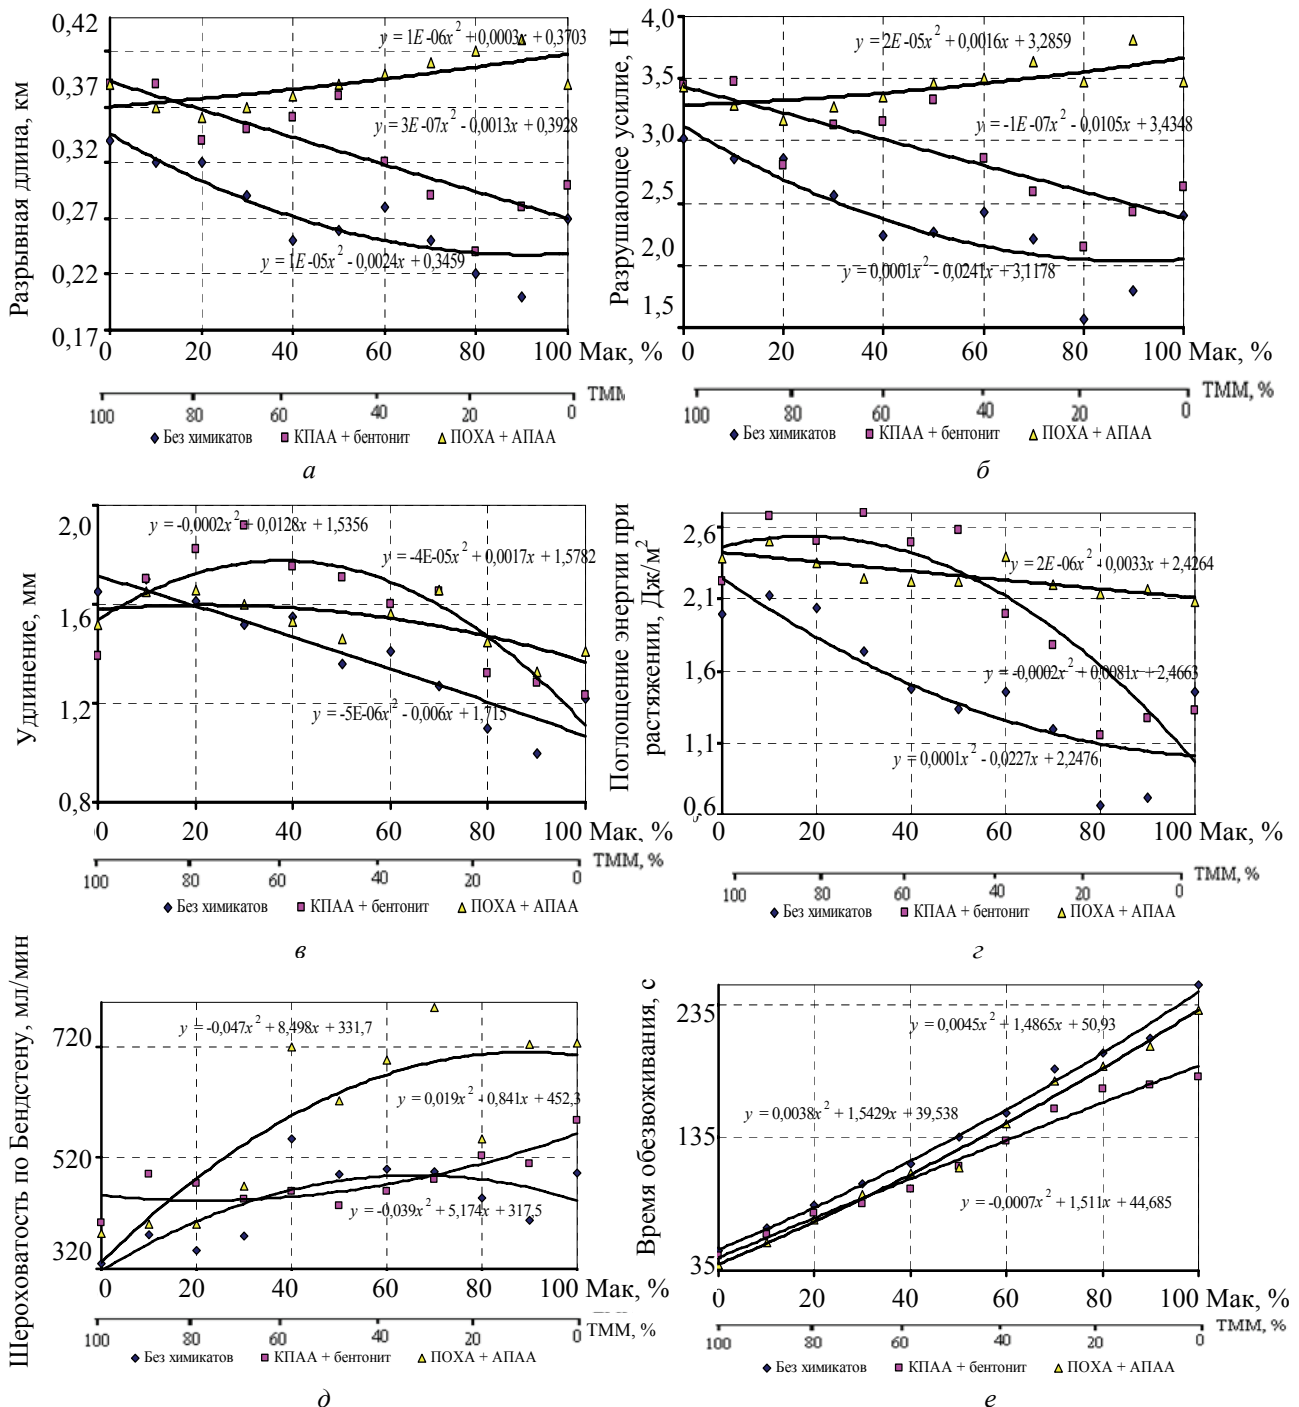 Разрывная длина, км
0,42
0,37
0,32
0,27
0,22
0,17
y = 1E-06x² + 0,0003x + 0,3703
y = 3E-07x² - 0,0013x + 0,3928
y = 1E-05x² - 0,0024x + 0,3459
0 20 40 60 80 100 Мак, %
100 80 60 40 20 0 ТММ
Без химикатов КПАА + бентонит ПОХА + АПАА
а
Разрушающее усилие, Н
4,0
3,5
3,0
2,5
2,0
1,5
y = 2E-05x² + 0,0016x + 3,2859
y = -1E-07x² - 0,0105x + 3,4348
y = 0,0001x² - 0,0241x + 3,1178
0 20 40 60 80 100 Мак, %
100 80 60 40 20 0 ТММ, %
Без химикатов КПАА + бентонит ПОХА + АПАА
б
Удлинение, мм
2,0
1,6
1,2
0,8
y = -0,0002x² + 0,0128x + 1,5356
y = -4E-05x² + 0,0017x + 1,5782
y = -5E-06x² - 0,006x + 1,715
0 20 40 60 80 100 Мак, %
100 80 60 40 20 0 ТММ, %
Без химикатов КПАА + бентонит ПОХА + АПАА
в
Поглощение энергии при
растяжении, Дж/м²
2,6
2,1
1,6
1,1
0,6
y = 2E-06x² - 0,0033x + 2,4264
y = -0,0002x² + 0,0081x + 2,4663
y = 0,0001x² - 0,0227x + 2,2476
0 20 40 60 80 100 Мак, %
100 80 60 40 20 0 ТММ, %
Без химикатов КПАА + бентонит ПОХА + АПАА
г
Шероховатость по Бендстену, мл/мин
720
520
320
y = -0,047x² + 8,498x + 331,7
y = 0,019x² - 0,841x + 452,3
y = -0,039x² + 5,174x + 317,5
0 20 40 60 80 100 Мак, %
100 80 60 40 20 0 ТММ, %
Без химикатов КПАА + бентонит ПОХА + АПАА
д
Время обезвоживания, с
235
135
35
y = 0,0045x² + 1,4865x + 50,93
y = 0,0038x² + 1,5429x + 39,538
y = -0,0007x² + 1,511x + 44,685
0 20 40 60 80 100 Мак, %
100 80 60 40 20 0 ТММ, %
Без химикатов КПАА + бентонит ПОХА + АПАА
е